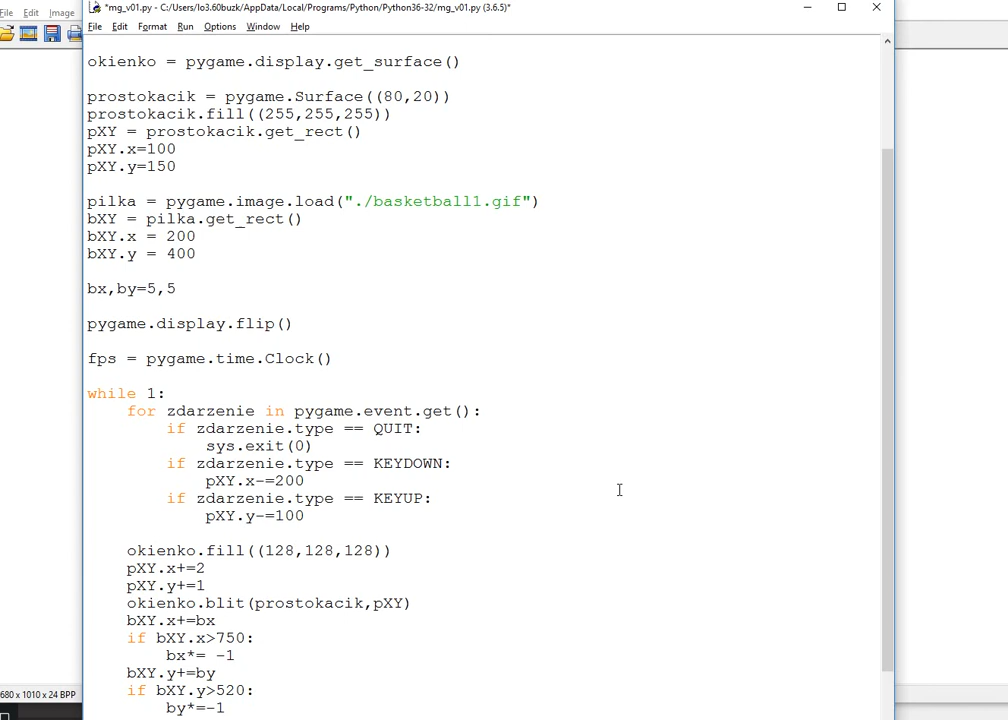 *mg_v01.py - C:/Users/lo3.60buzk/AppData/Local/Programs/Python/Python36-32/mg_v01.py (3.6.5)*
File Edit Image
File Edit Format Run Options Window Help
okienko = pygame.display.get_surface()
prostokacik = pygame.Surface((80,20))
prostokacik.fill((255,255,255))
pXY = prostokacik.get_rect()
pXY.x=100
pXY.y=150
pilka = pygame.image.load("./basketball1.gif")
bXY = pilka.get_rect()
bXY.x = 200
bXY.y = 400
bx,by=5,5
pygame.display.flip()
fps = pygame.time.Clock()
while 1:
    for zdarzenie in pygame.event.get():
        if zdarzenie.type == QUIT:
            sys.exit(0)
        if zdarzenie.type == KEYDOWN:
            pXY.x-=200
        if zdarzenie.type == KEYUP:
            pXY.y-=100
    okienko.fill((128,128,128))
    pXY.x+=2
    pXY.y+=1
    okienko.blit(prostokacik,pXY)
    bXY.x+=bx
    if bXY.x>750:
        bx*= -1
    bXY.y+=by
    if bXY.y>520:
        by*=-1
680 x 1010 x 24 BPP